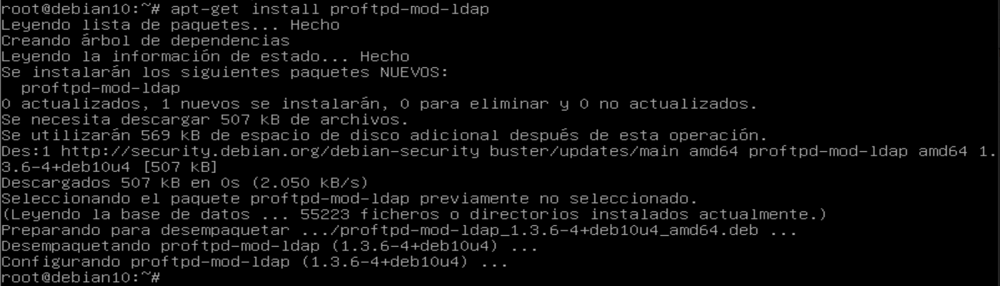 root@debian10:~# apt-get install proftpd-mod-ldap
Leyendo lista de paquetes... Hecho
Creando árbol de dependencias
Leyendo la información de estado... Hecho
Se instalarán los siguientes paquetes NUEVOS:
  proftpd-mod-ldap
0 actualizados, 1 nuevos se instalarán, 0 para eliminar y 0 no actualizados.
Se necesita descargar 507 kB de archivos.
Se utilizarán 569 kB de espacio de disco adicional después de esta operación.
Des:1 http://security.debian.org/debian-security buster/updates/main amd64 proftpd-mod-ldap amd64 1.
3.6-4+deb10u4 [507 kB]
Descargados 507 kB en 0s (2.050 kB/s)
Seleccionando el paquete proftpd-mod-ldap previamente no seleccionado.
(Leyendo la base de datos ... 55223 ficheros o directorios instalados actualmente.)
Preparando para desempaquetar .../proftpd-mod-ldap_1.3.6-4+deb10u4_amd64.deb ...
Desempaquetando proftpd-mod-ldap (1.3.6-4+deb10u4) ...
Configurando proftpd-mod-ldap (1.3.6-4+deb10u4) ...
root@debian10:~#